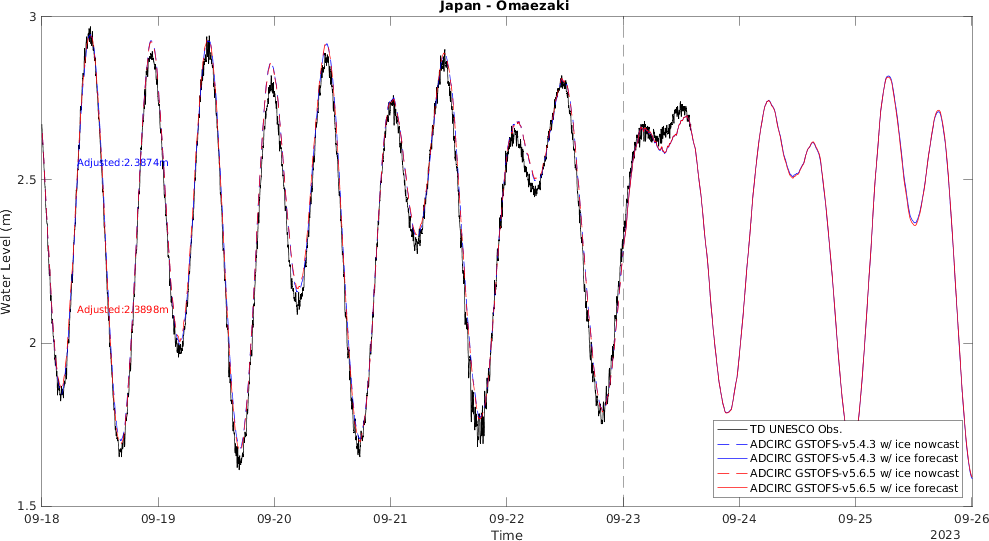 Japan - Omaezaki
3
2.5
2
1.5
Water Level (m)
Adjusted:2.3874m
Adjusted:2.3898m
TD UNESCO Obs.
ADCIRC GSTOFS-v5.4.3 w/ ice nowcast
ADCIRC GSTOFS-v5.4.3 w/ ice forecast
ADCIRC GSTOFS-v5.6.5 w/ ice nowcast
ADCIRC GSTOFS-v5.6.5 w/ ice forecast
09-18 09-19 09-20 09-21 09-22 09-23 09-24 09-25 09-26
Time
2023